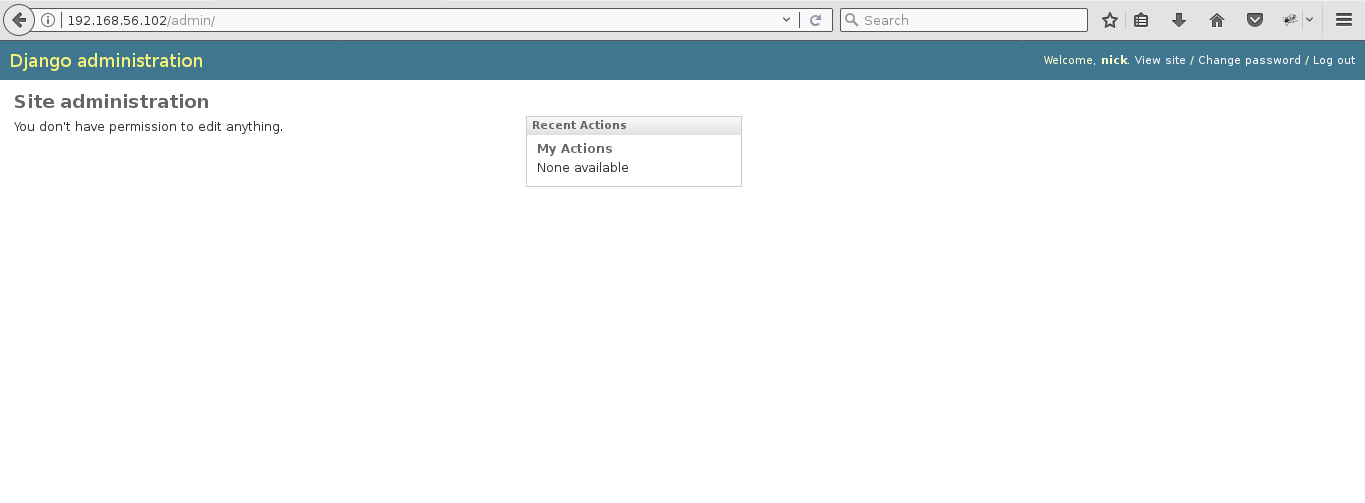 192.168.56.102/admin/
Search
Django administration
Welcome, nick. View site / Change password / Log out
Site administration
You don't have permission to edit anything.
Recent Actions
My Actions
None available